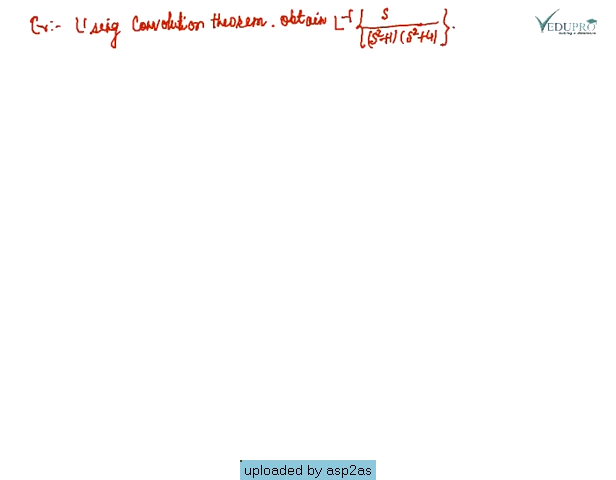 Ex:- Using Convolution theorem. obtain L⁻¹{ s / (s²+1)(s²+4) }.
VEDUPRO
uploaded by asp2as